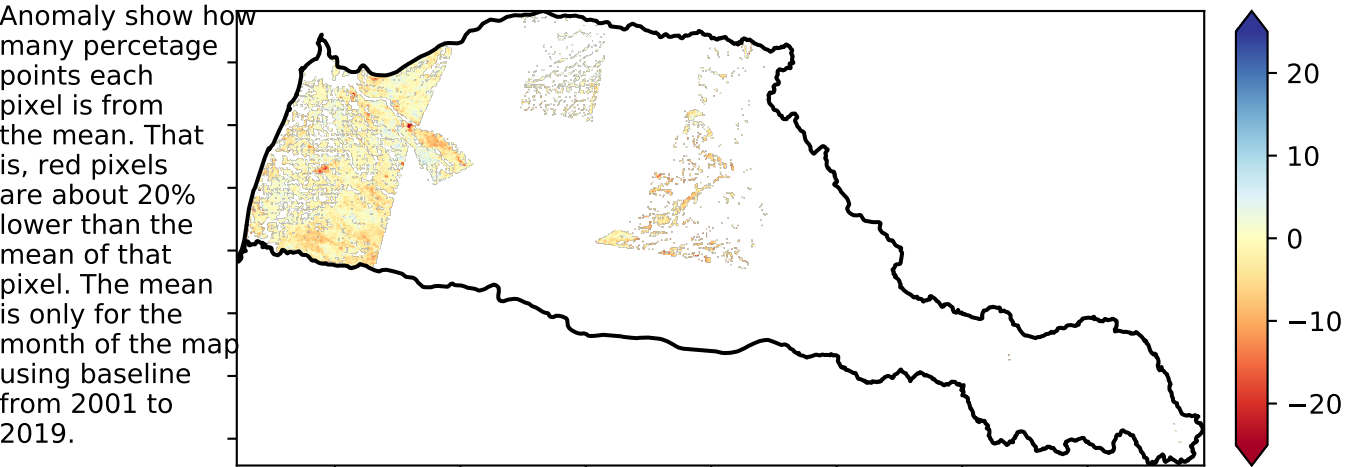 Anomaly show how
many percetage
points each
pixel is from
the mean. That
is, red pixels
are about 20%
lower than the
mean of that
pixel. The mean
is only for the
month of the map
using baseline
from 2001 to
2019.
20
10
0
−10
−20